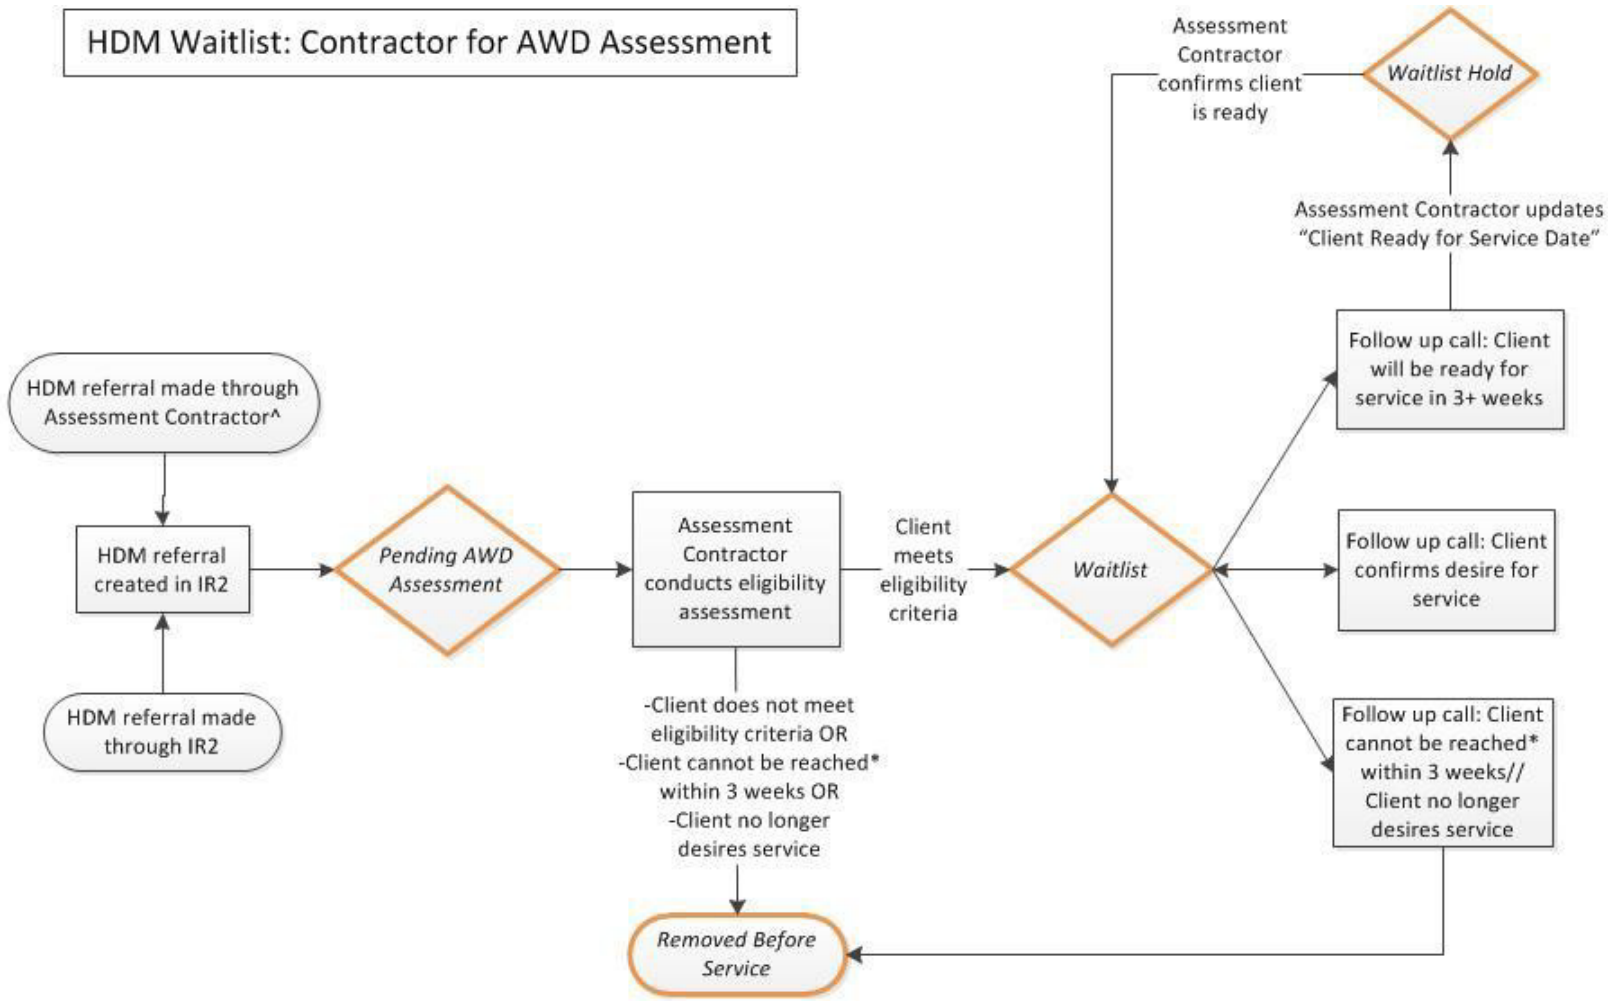 HDM Waitlist: Contractor for AWD Assessment
Assessment
Contractor
confirms client
is ready
Waitlist Hold
Assessment Contractor updates
“Client Ready for Service Date”
Follow up call: Client
will be ready for
service in 3+ weeks
HDM referral made through
Assessment Contractor^
HDM referral
created in IR2
HDM referral made
through IR2
Pending AWD
Assessment
Assessment
Contractor
conducts eligibility
assessment
Client
meets
eligibility
criteria
Waitlist
Follow up call: Client
confirms desire for
service
Follow up call: Client
cannot be reached*
within 3 weeks//
Client no longer
desires service
-Client does not meet
eligibility criteria OR
-Client cannot be reached*
within 3 weeks OR
-Client no longer
desires service
Removed Before
Service